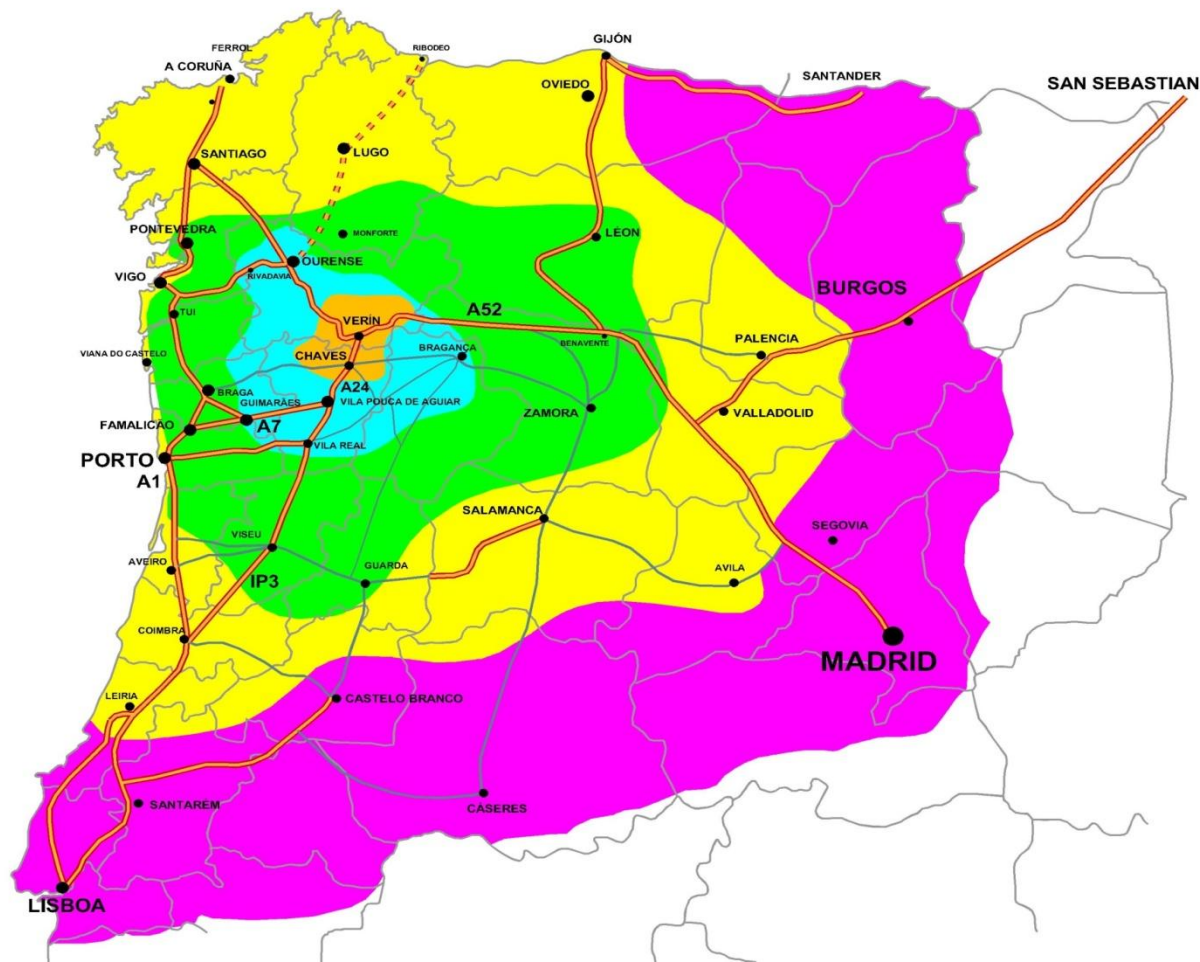 FERROL
RIBODEO
GIJÓN
A CORUÑA
SANTANDER
SAN SEBASTIAN
OVIEDO
SANTIAGO
LUGO
PONTEVEDRA
MONFORTE
LÉON
OURENSE
RIVADAVIA
VIGO
BURGOS
TUI
A52
VERÍN
VIANA DO CASTELO
CHAVES
BRAGANÇA
BENAVENTE
PALENCIA
A24
BRAGA
GUIMARÃES
VILA POUCA DE AGUIAR
ZAMORA
VALLADOLID
FAMALICÃO
A7
VILA REAL
PORTO
A1
SALAMANCA
SEGOVIA
VISEU
AVEIRO
GUARDA
AVILA
IP3
COIMBRA
MADRID
LEIRIA
CASTELO BRANCO
SANTARÉM
CÁSERES
LISBOA